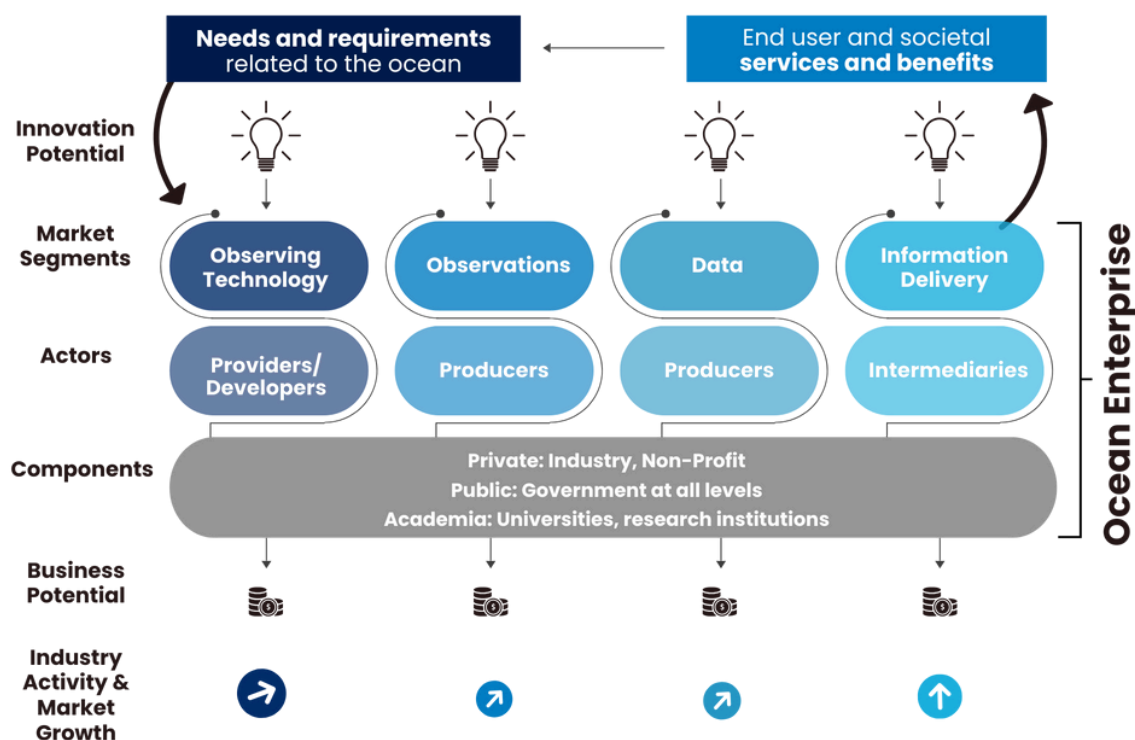 Needs and requirements
related to the ocean
End user and societal
services and benefits
Innovation
Potential
Market
Segments
Observing
Technology
Observations
Data
Information
Delivery
Actors
Providers/
Developers
Producers
Producers
Intermediaries
Components
Private: Industry, Non-Profit
Public: Government at all levels
Academia: Universities, research institutions
Ocean Enterprise
Business
Potential
$
$
$
$
Industry
Activity &
Market
Growth